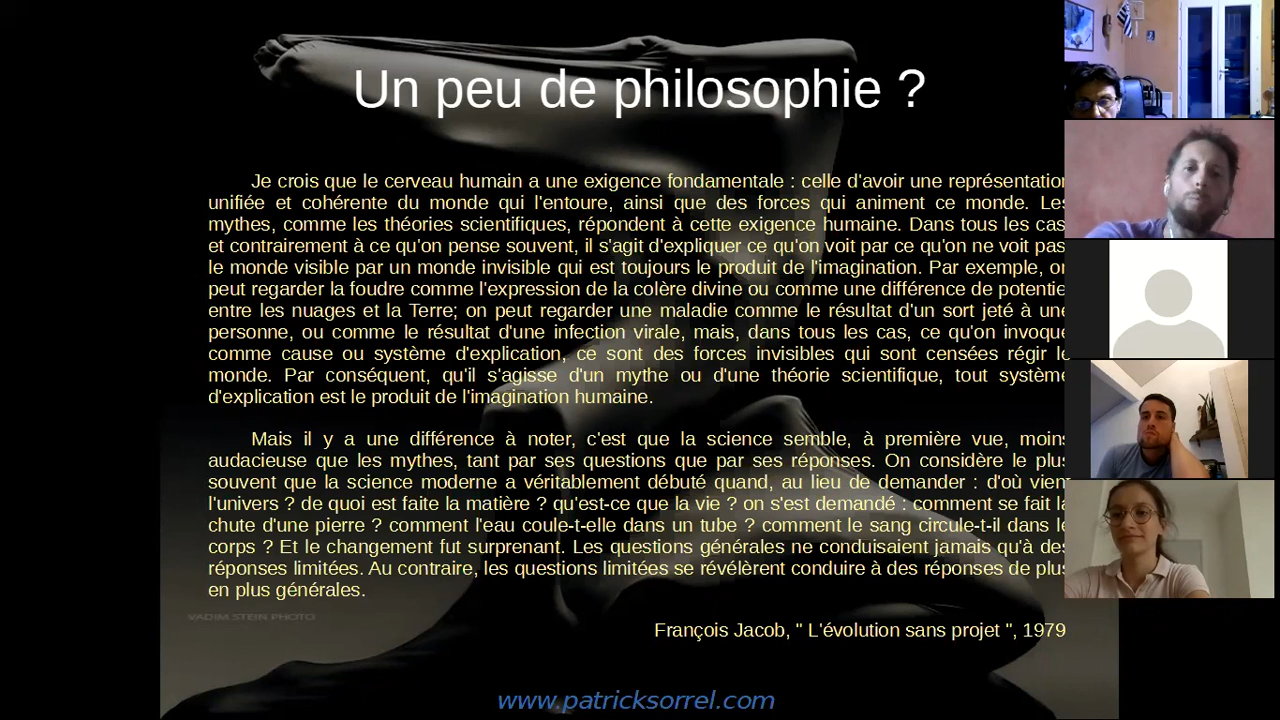 Un peu de philosophie ?
Je crois que le cerveau humain a une exigence fondamentale : celle d'avoir une représentation
unifiée et cohérente du monde qui l'entoure, ainsi que des forces qui animent ce monde. Les
mythes, comme les théories scientifiques, répondent à cette exigence humaine. Dans tous les cas
et contrairement à ce qu'on pense souvent, il s'agit d'expliquer ce qu'on voit par ce qu'on ne voit pas
le monde visible par un monde invisible qui est toujours le produit de l'imagination. Par exemple, on
peut regarder la foudre comme l'expression de la colère divine ou comme une différence de potentie
entre les nuages et la Terre; on peut regarder une maladie comme le résultat d'un sort jeté à une
personne, ou comme le résultat d'une infection virale, mais, dans tous les cas, ce qu'on invoque
comme cause ou système d'explication, ce sont des forces invisibles qui sont censées régir le
monde. Par conséquent, qu'il s'agisse d'un mythe ou d'une théorie scientifique, tout système
d'explication est le produit de l'imagination humaine.
Mais il y a une différence à noter, c'est que la science semble, à première vue, moins
audacieuse que les mythes, tant par ses questions que par ses réponses. On considère le plus
souvent que la science moderne a véritablement débuté quand, au lieu de demander : d'où vient
l'univers ? de quoi est faite la matière ? qu'est-ce que la vie ? on s'est demandé : comment se fait la
chute d'une pierre ? comment l'eau coule-t-elle dans un tube ? comment le sang circule-t-il dans le
corps ? Et le changement fut surprenant. Les questions générales ne conduisaient jamais qu'à des
réponses limitées. Au contraire, les questions limitées se révélèrent conduire à des réponses de plus
en plus générales.
VADIM STEIN PHOTO
François Jacob, " L'évolution sans projet ", 1979
www.patricksorrel.com